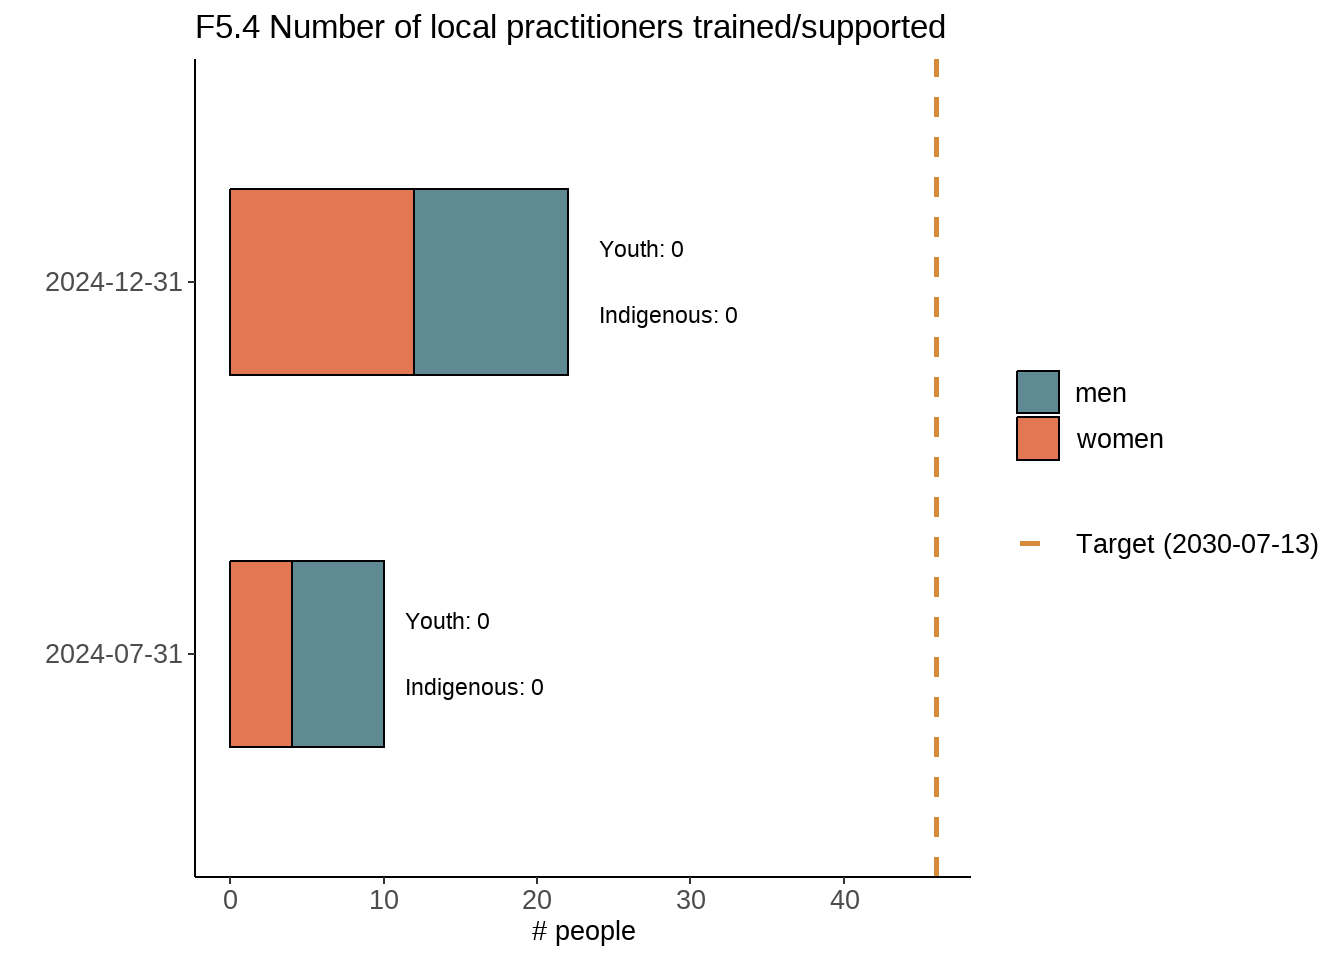 F5.4 Number of local practitioners trained/supported
2024-12-31
Youth: 0
Indigenous: 0
men
women
Target (2030-07-13)
2024-07-31
Youth: 0
Indigenous: 0
0 10 20 30 40
# people